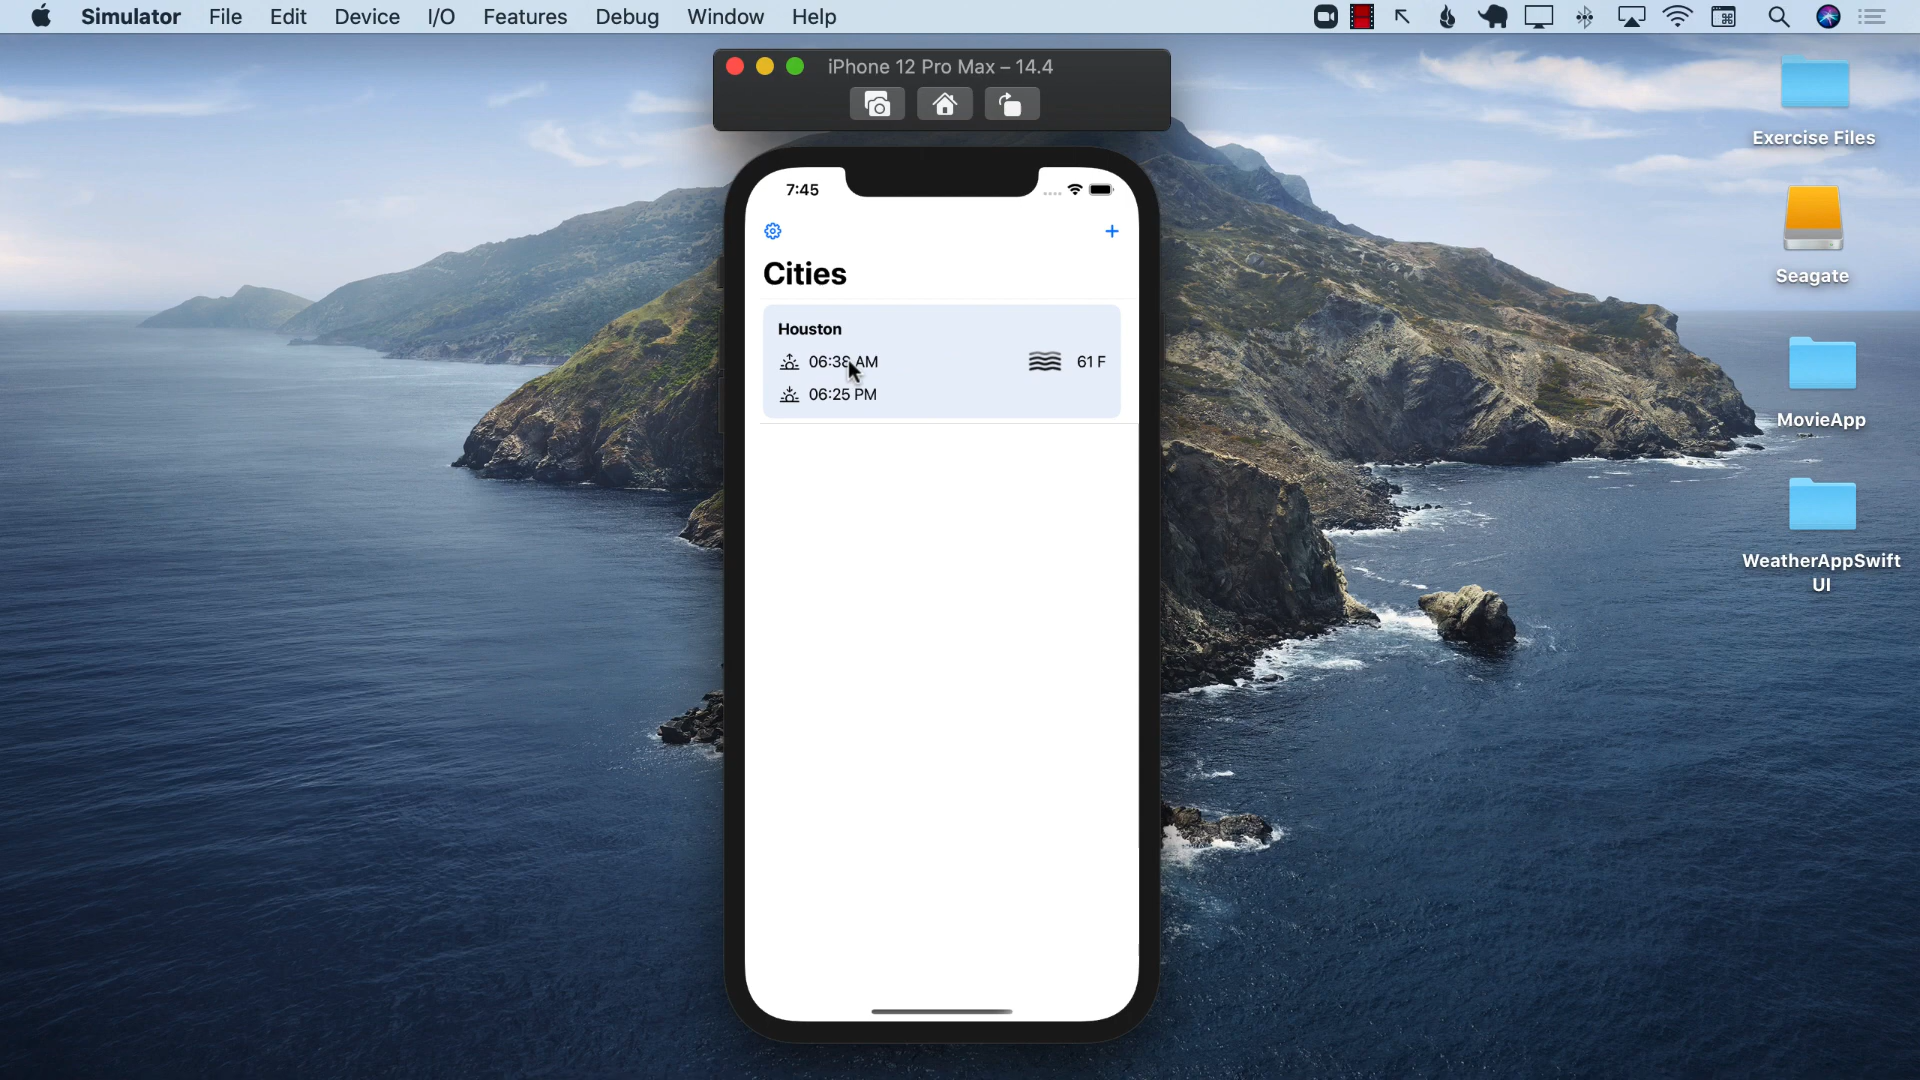 Simulator File Edit Device I/O Features Debug Window Help
iPhone 12 Pro Max – 14.4
7:45
Cities
Houston
06:38 AM
61 F
06:25 PM
Exercise Files
Seagate
MovieApp
WeatherAppSwift
UI